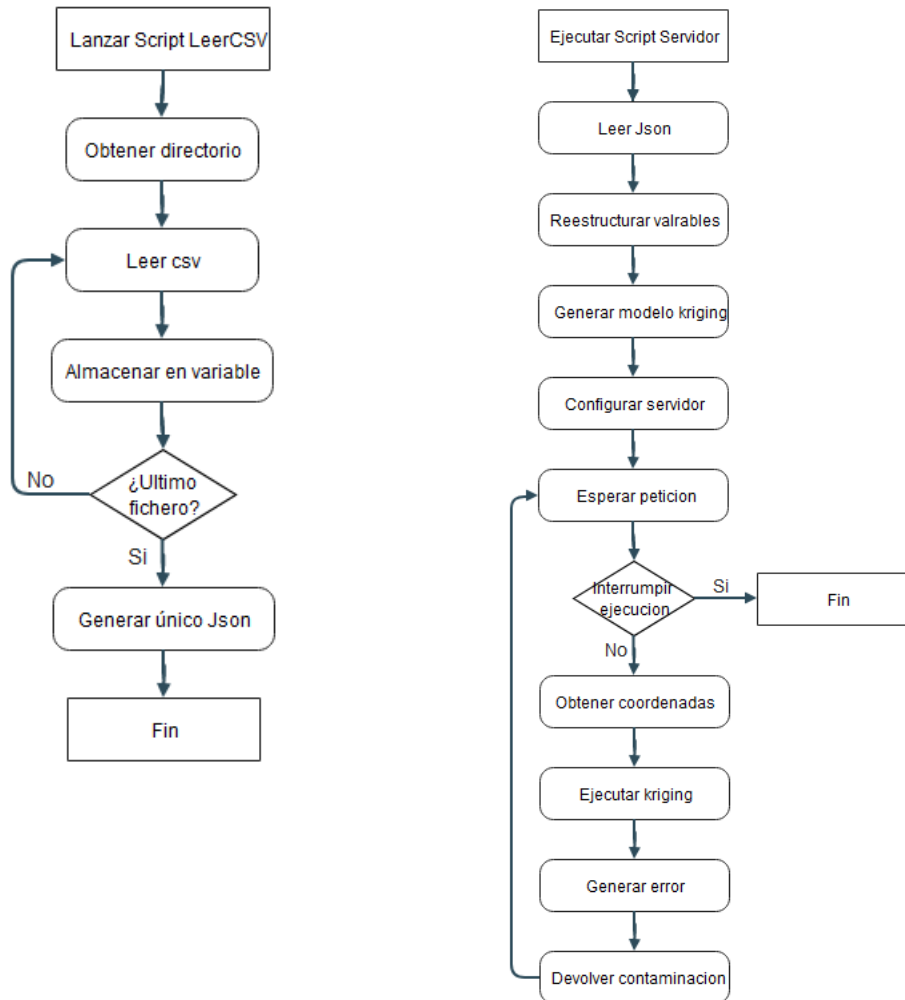 Lanzar Script LeerCSV
Obtener directorio
Leer csv
Almacenar en variable
¿Ultimo
fichero?
No
Si
Generar único Json
Fin
Ejecutar Script Servidor
Leer Json
Reestructurar valrables
Generar modelo kriging
Configurar servidor
Esperar peticion
Interrumpir
ejecucion
Si
Fin
No
Obtener coordenadas
Ejecutar kriging
Generar error
Devolver contaminacion